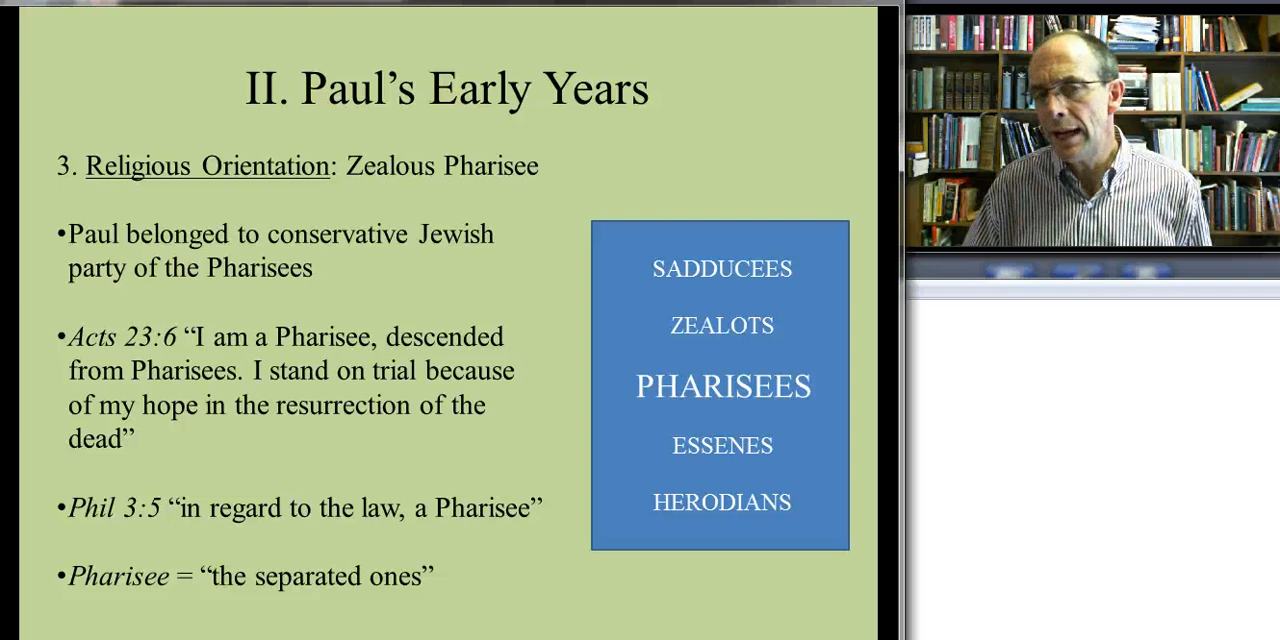 II. Paul’s Early Years
3. Religious Orientation: Zealous Pharisee
•Paul belonged to conservative Jewish
party of the Pharisees
•Acts 23:6 “I am a Pharisee, descended
from Pharisees. I stand on trial because
of my hope in the resurrection of the
dead”
•Phil 3:5 “in regard to the law, a Pharisee”
•Pharisee = “the separated ones”
SADDUCEES
ZEALOTS
PHARISEES
ESSENES
HERODIANS